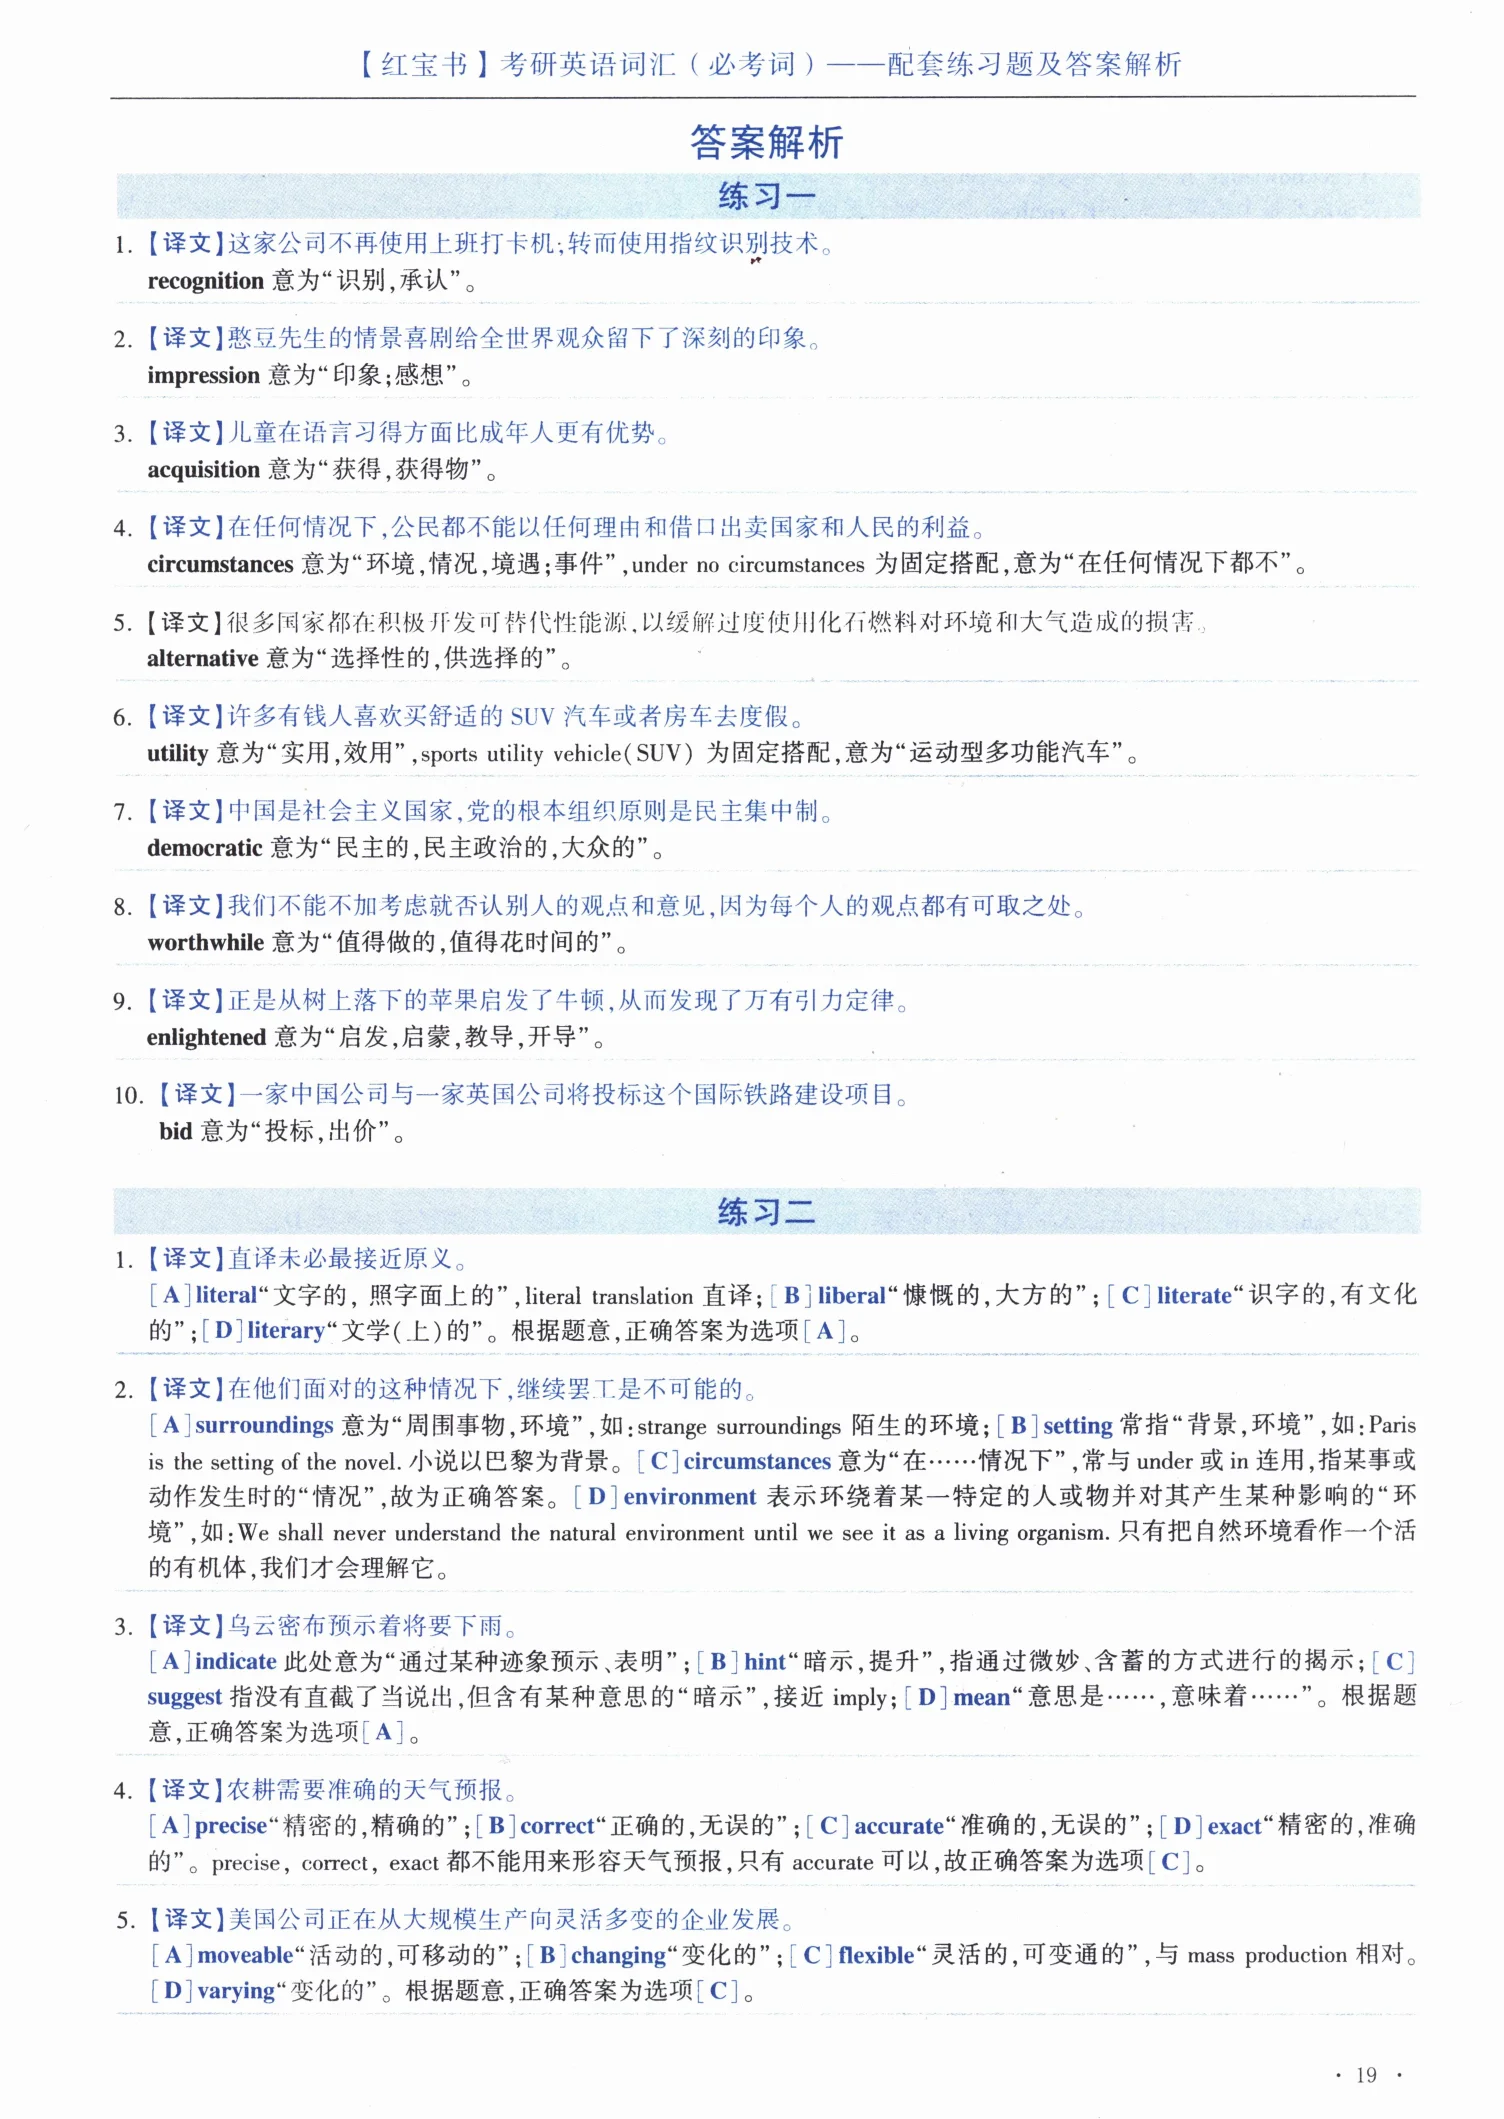 【红宝书】考研英语词汇(必考词)——配套练习题及答案解析
答案解析
练习一
1. 【译文】这家公司不再使用上班打卡机,转而使用指纹识别技术。
recognition 意为“识别,承认”。
2. 【译文】憨豆先生的情景喜剧给全世界观众留下了深刻的印象。
impression 意为“印象;感想”。
3. 【译文】儿童在语言习得方面比成年人更有优势。
acquisition 意为“获得,获得物”。
4. 【译文】在任何情况下,公民都不能以任何理由和借口出卖国家和人民的利益。
circumstances 意为“环境,情况,境遇;事件”,under no circumstances 为固定搭配,意为“在任何情况下都不”。
5. 【译文】很多国家都在积极开发可替代性能源,以缓解过度使用化石燃料对环境和大气造成的损害。
alternative 意为“选择性的,供选择的”。
6. 【译文】许多有钱人喜欢买舒适的 SUV 汽车或者房车去度假。
utility 意为“实用,效用”,sports utility vehicle(SUV) 为固定搭配,意为“运动型多功能汽车”。
7. 【译文】中国是社会主义国家,党的根本组织原则是民主集中制。
democratic 意为“民主的,民主政治的,大众的”。
8. 【译文】我们不能不加考虑就否认别人的观点和意见,因为每个人的观点都有可取之处。
worthwhile 意为“值得做的,值得花时间的”。
9. 【译文】正是从树上落下的苹果启发了牛顿,从而发现了万有引力定律。
enlightened 意为“启发,启蒙,教导,开导”。
10. 【译文】一家中国公司与一家英国公司将投标这个国际铁路建设项目。
bid 意为“投标,出价”。
练习二
1. 【译文】直译未必最接近原义。
[A]literal“文字的, 照字面上的”,literal translation 直译;[B]liberal“慷慨的,大方的”;[C]literate“识字的,有文化
的”;[D]literary“文学(上)的”。根据题意,正确答案为选项[A]。
2. 【译文】在他们面对的这种情况下,继续罢工是不可能的。
[A]surroundings 意为“周围事物,环境”,如:strange surroundings 陌生的环境;[B]setting 常指“背景,环境”,如:Paris
is the setting of the novel. 小说以巴黎为背景。[C]circumstances 意为“在……情况下”,常与 under 或 in 连用,指某事或
动作发生时的“情况”,故为正确答案。[D]environment 表示环绕着某一特定的人或物并对其产生某种影响的“环
境”,如:We shall never understand the natural environment until we see it as a living organism. 只有把自然环境看作一个活
的有机体,我们才会理解它。
3. 【译文】乌云密布预示着将要下雨。
[A]indicate 此处意为“通过某种迹象预示、表明”;[B]hint“暗示,提升”,指通过微妙、含蓄的方式进行的揭示;[C]
suggest 指没有直截了当说出,但含有某种意思的“暗示”,接近 imply;[D]mean“意思是……,意味着……”。根据题
意,正确答案为选项[A]。
4. 【译文】农耕需要准确的天气预报。
[A]precise“精密的,精确的”;[B]correct“正确的,无误的”;[C]accurate“准确的,无误的”;[D]exact“精密的,准确
的”。precise, correct, exact 都不能用来形容天气预报,只有 accurate 可以,故正确答案为选项[C]。
5. 【译文】美国公司正在从大规模生产向灵活多变的企业发展。
[A]moveable“活动的,可移动的”;[B]changing“变化的”;[C]flexible“灵活的,可变通的”,与 mass production 相对。
[D]varying“变化的”。根据题意,正确答案为选项[C]。
· 19 ·